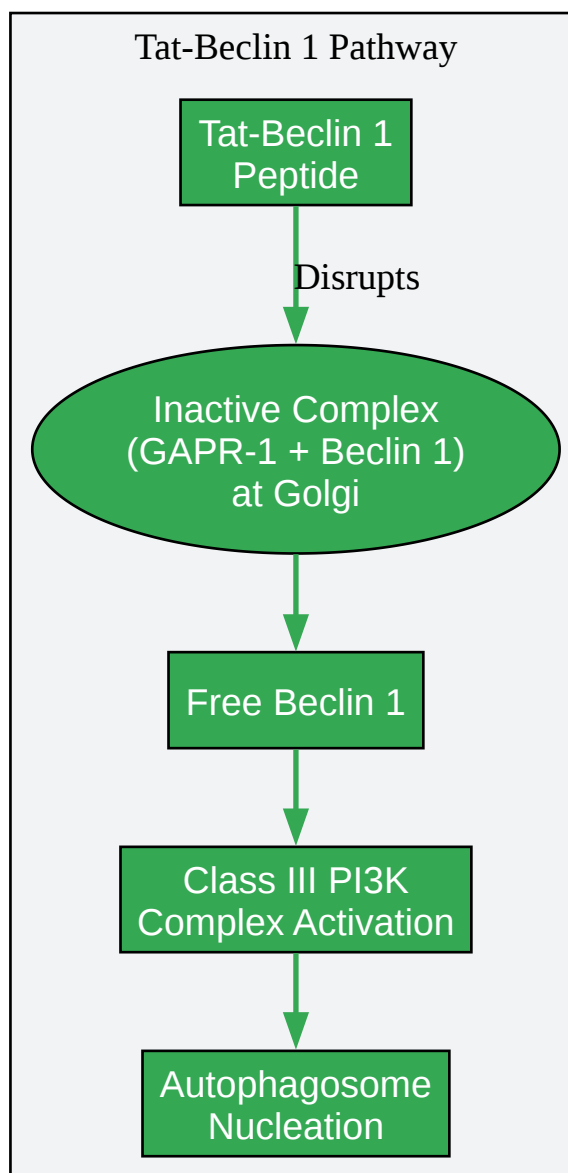 Tat-Beclin 1 Pathway
Tat-Beclin 1
Peptide
Disrupts
Inactive Complex
(GAPR-1 + Beclin 1)
at Golgi
Free Beclin 1
Class III PI3K
Complex Activation
Autophagosome
Nucleation